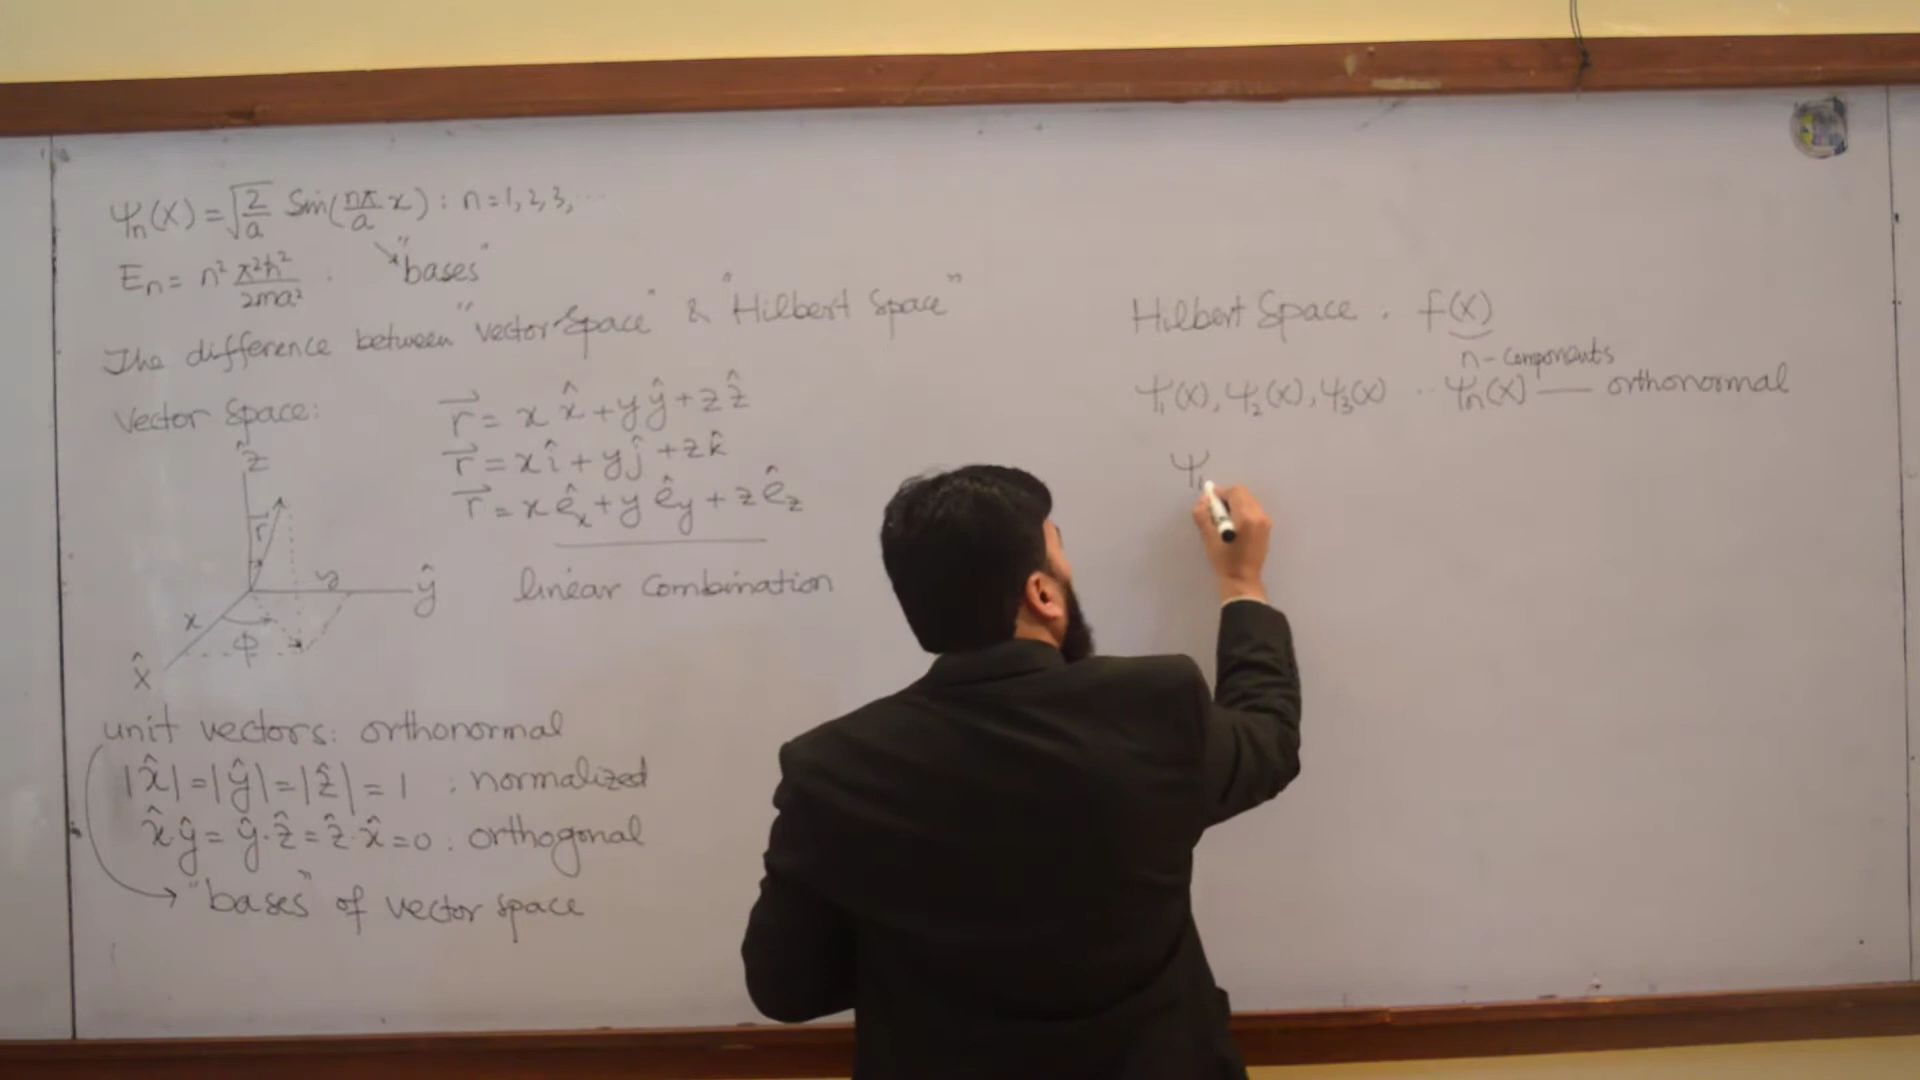 Ψn(x) = √(2/a) Sin(nπ/a x) : n = 1, 2, 3, ...
En = n² π²ħ²/2ma² :
"bases"
The difference between "vector space" & "Hilbert Space"
Vector Space:
r⃗ = x x̂ + y ŷ + z ẑ
r⃗ = x î + y ĵ + z k̂
r⃗ = x êx + y êy + z êz
linear Combination
ẑ
r⃗
y
ŷ
x
φ
x̂
unit vectors: orthonormal
|x̂| = |ŷ| = |ẑ| = 1 : normalized
x̂·ŷ = ŷ·ẑ = ẑ·x̂ = 0 : orthogonal
"bases" of vector space
Hilbert Space . f(x)
n-components
Ψ1(x), Ψ2(x), Ψ3(x) .. Ψn(x) — orthonormal
Ψ1